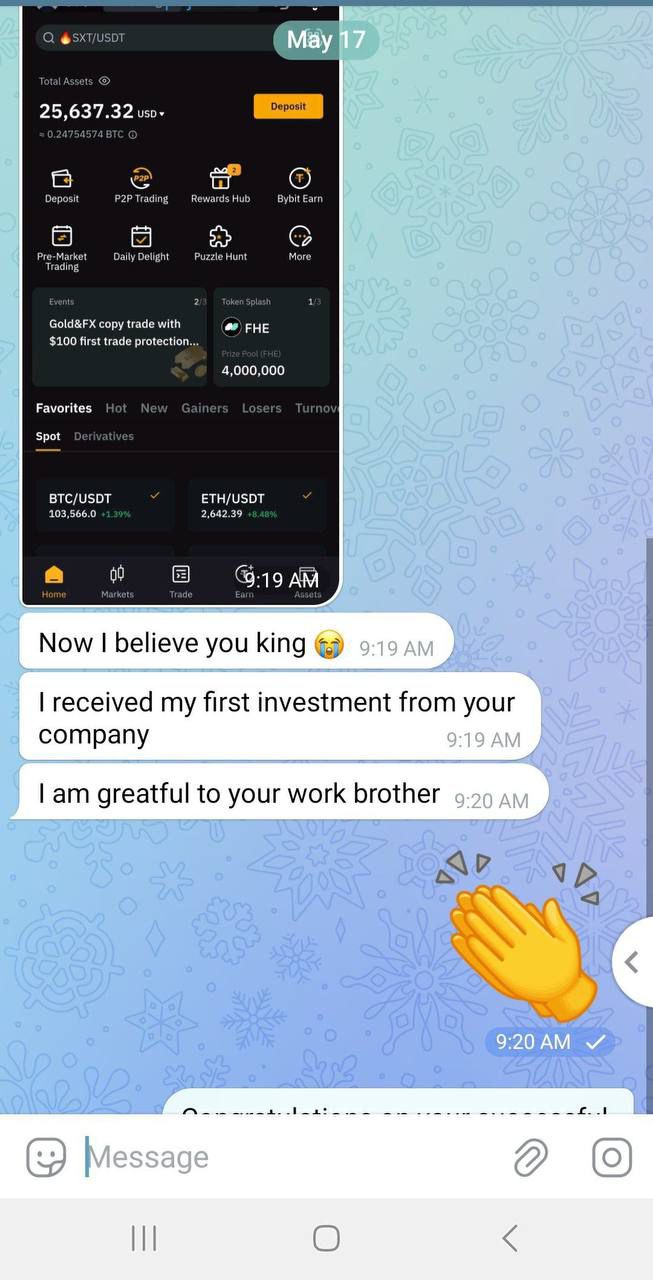 🔥SXT/USDT
May 17
Total Assets
25,637.32 USD
≈ 0.24754574 BTC
Deposit
Deposit P2P Trading Rewards Hub Bybit Earn
2
Pre-Market Trading Daily Delight Puzzle Hunt More
Events 2/3
Gold&FX copy trade with
$100 first trade protection...
Token Splash 1/3
FHE
Prize Pool (FHE)
4,000,000
Favorites Hot New Gainers Losers Turnov
Spot Derivatives
BTC/USDT
103,566.0 +1.39%
ETH/USDT
2,642.39 +8.48%
Home Markets Trade Earn Assets
9:19 AM
Now I believe you king 😭 9:19 AM
I received my first investment from your
company 9:19 AM
I am greatful to your work brother 9:20 AM
9:20 AM
Congratulations on your successful
Message